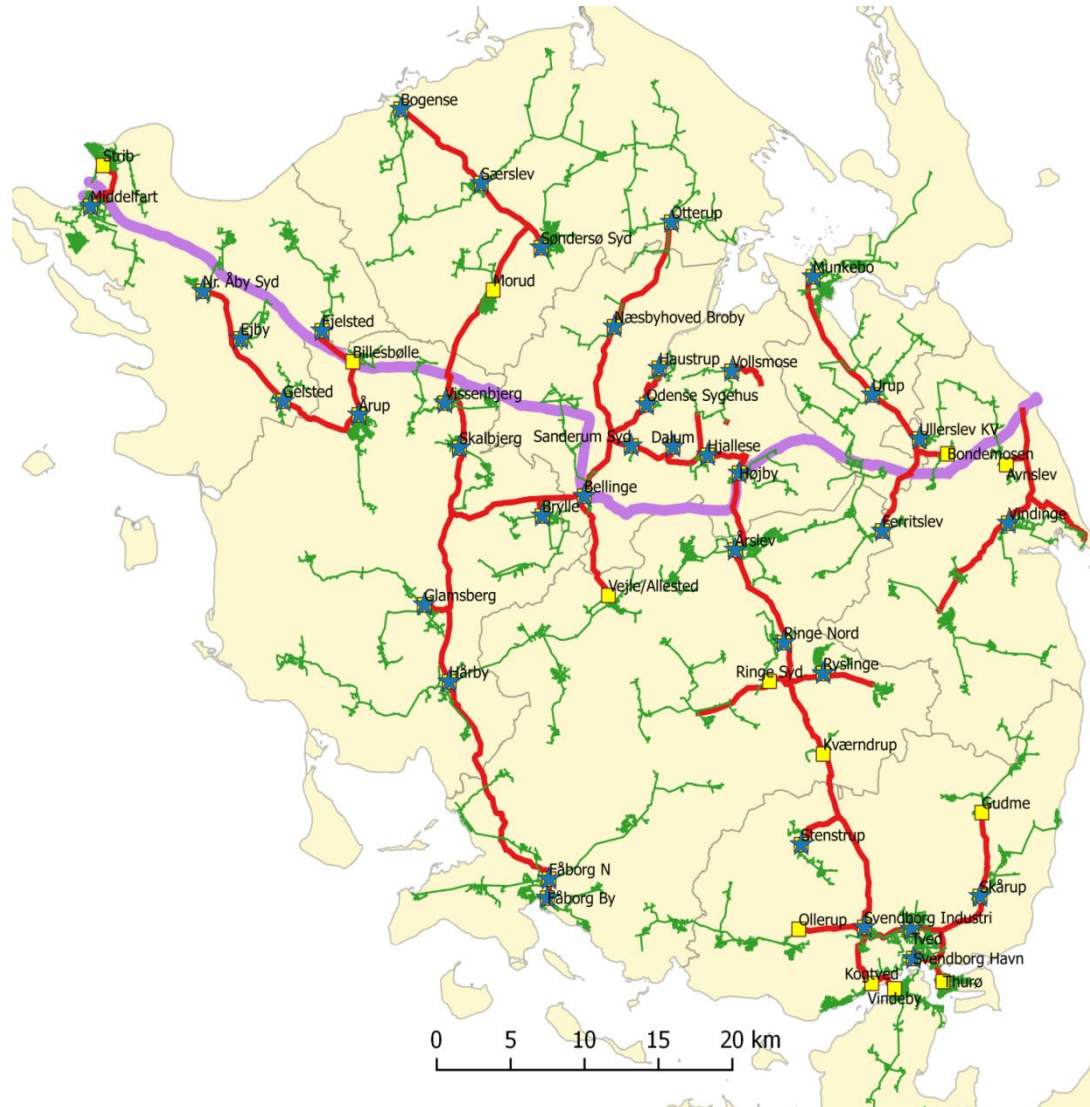 Bogense
Strib
Særslev
Middelfart
Otterup
Søndersø Syd
Munkebo
Nr. Åby Syd
Morud
Næsbyhoved Broby
Ejby
Fjelsted
Billesbølle
Haustrup
Vollsmose
Urup
Gelsted
Vissenbjerg
Odense Sygehus
Årup
Skalbjerg
Sanderum Syd
Dalum
Hjallese
Ullerslev KV
Bondemosen
Højby
Avnslev
Bellinge
Brylle
Ferritslev
Vindinge
Årslev
Glamsberg
Vejle/Allested
Ringe Nord
Hårby
Ringe Syd
Ryslinge
Kværndrup
Gudme
Stenstrup
Fåborg N
Fåborg By
Skårup
Ollerup
Svendborg Industri
Tved
Svendborg Havn
Kogtved
Vindeby
Thurø
0 5 10 15 20 km